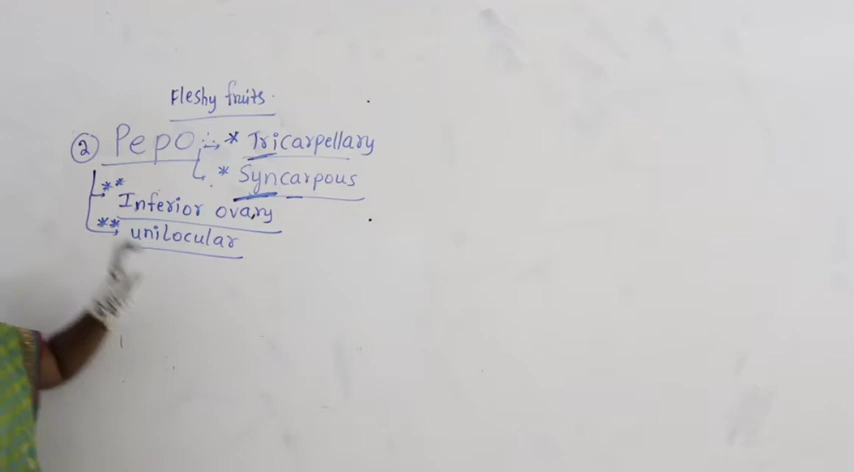 Fleshy fruits
② Pepo :→ * Tricarpellary
* Syncarpous
** Inferior ovary
** unilocular